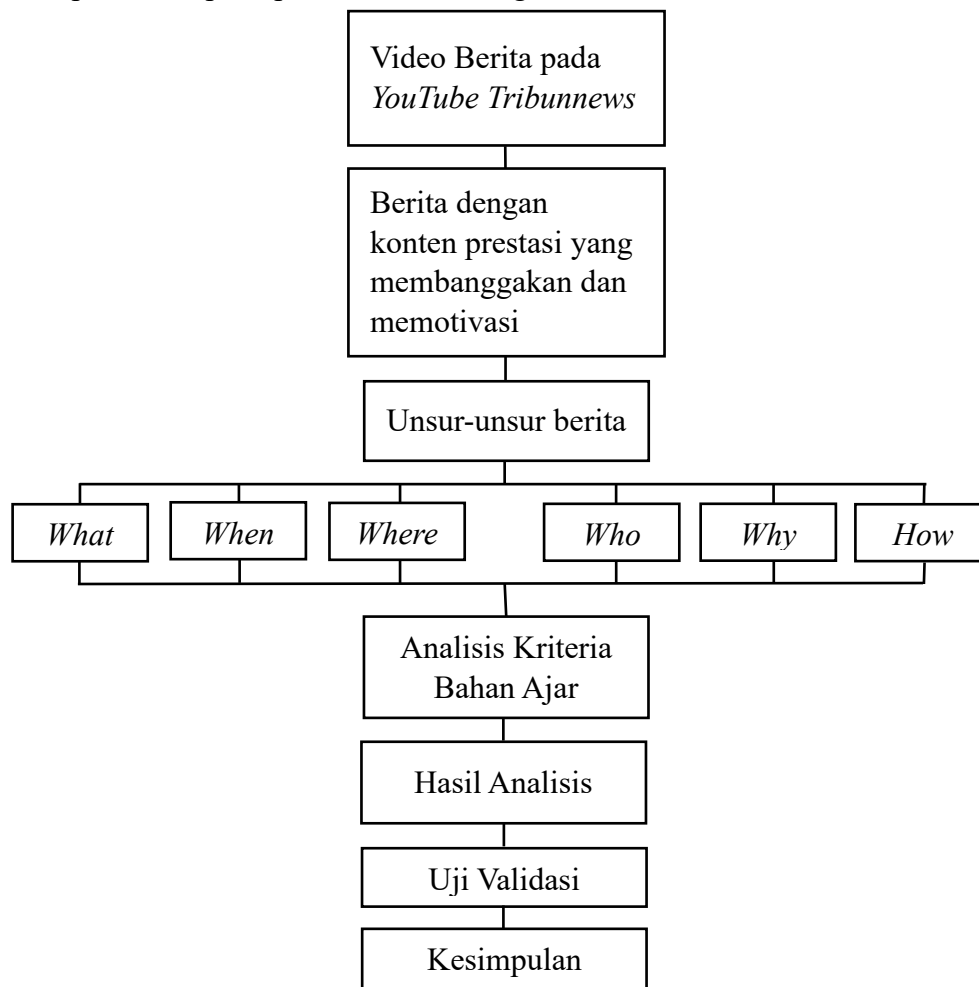 Video Berita pada
YouTube Tribunnews
Berita dengan
konten prestasi yang
membanggakan dan
memotivasi
Unsur-unsur berita
What When Where Who Why How
Analisis Kriteria
Bahan Ajar
Hasil Analisis
Uji Validasi
Kesimpulan